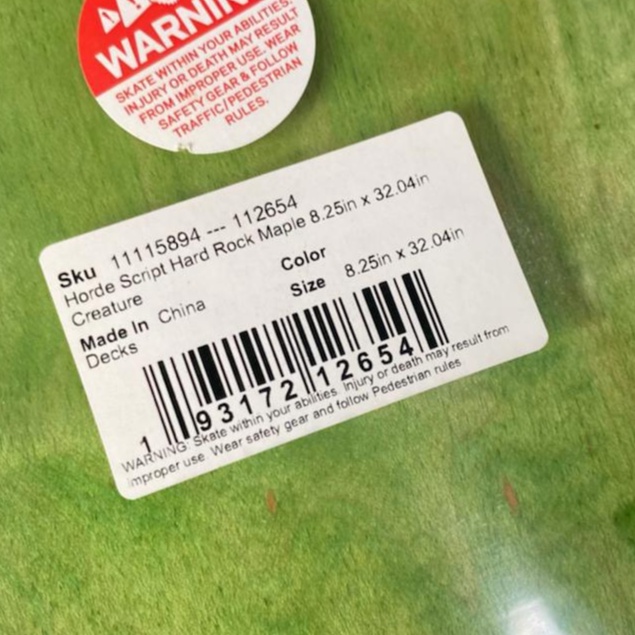 WARNING
SKATE WITHIN YOUR ABILITIES.
INJURY OR DEATH MAY RESULT
FROM IMPROPER USE. WEAR
SAFETY GEAR & FOLLOW
TRAFFIC/PEDESTRIAN
RULES.
Sku 11115894 --- 112654
Horde Script Hard Rock Maple 8.25in x 32.04in
Creature Color
Made In China Size 8.25in x 32.04in
Decks
1 93172 12654
WARNING: Skate within your abilities. Injury or death may result from
improper use. Wear safety gear and follow Pedestrian rules